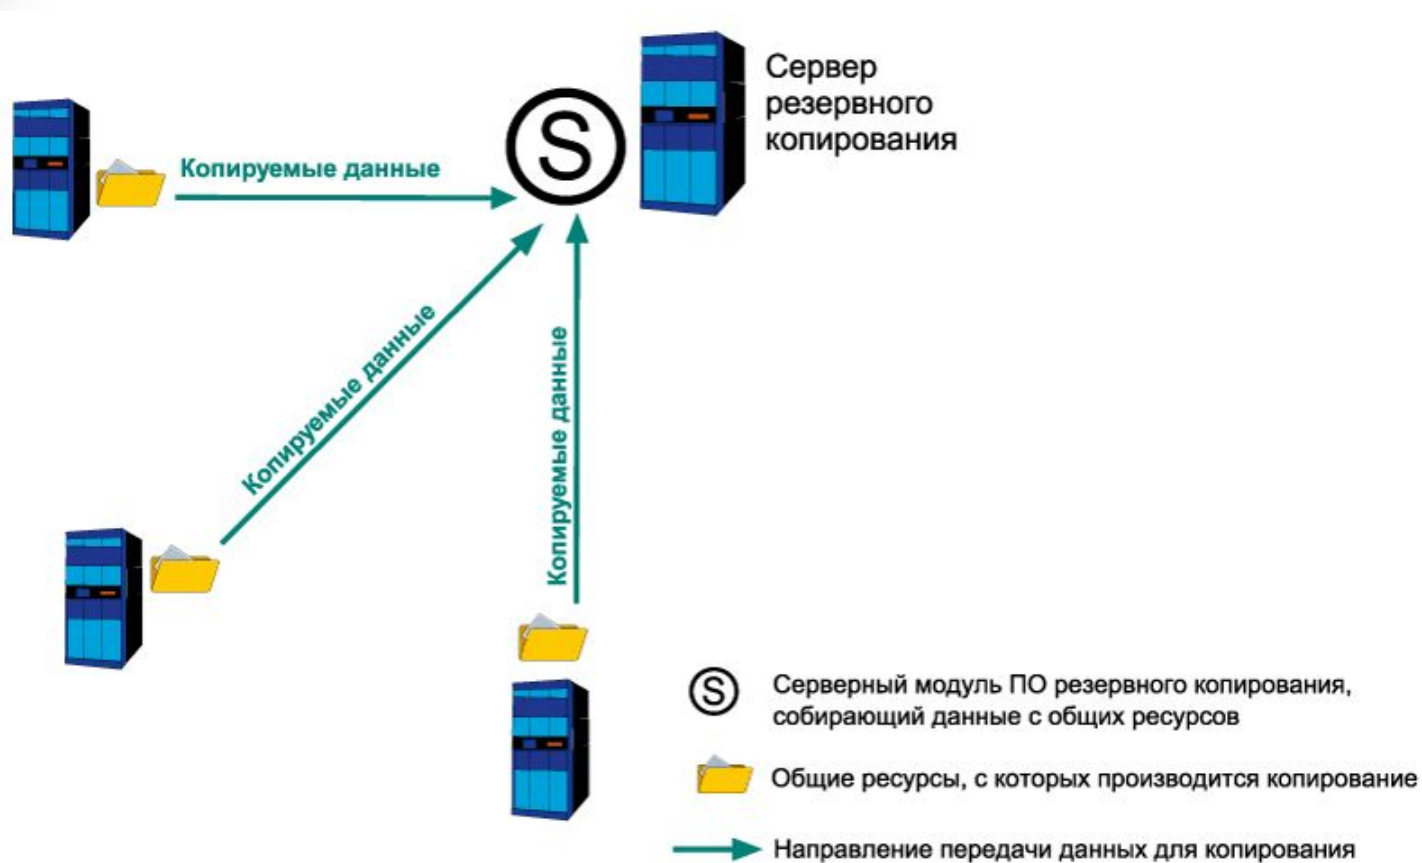 Сервер
резервного
копирования
S
Копируемые данные
Копируемые данные
Копируемые данные
S
Серверный модуль ПО резервного копирования,
собирающий данные с общих ресурсов
Общие ресурсы, с которых производится копирование
Направление передачи данных для копирования